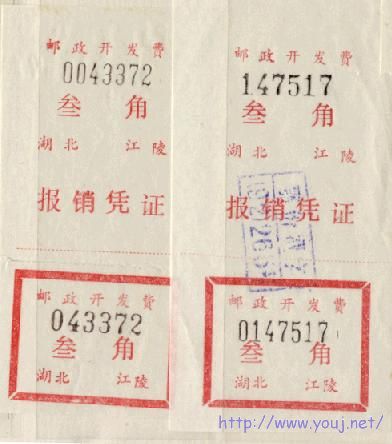 邮政开发费
0043372
叁 角
湖北 江陵
报销凭证
邮政开发费
043372
叁 角
湖北 江陵
邮政开发费
147517
叁 角
湖北 江陵
报销凭证
邮政开发费
0147517
叁 角
湖北 江陵
http://www.youj.net/